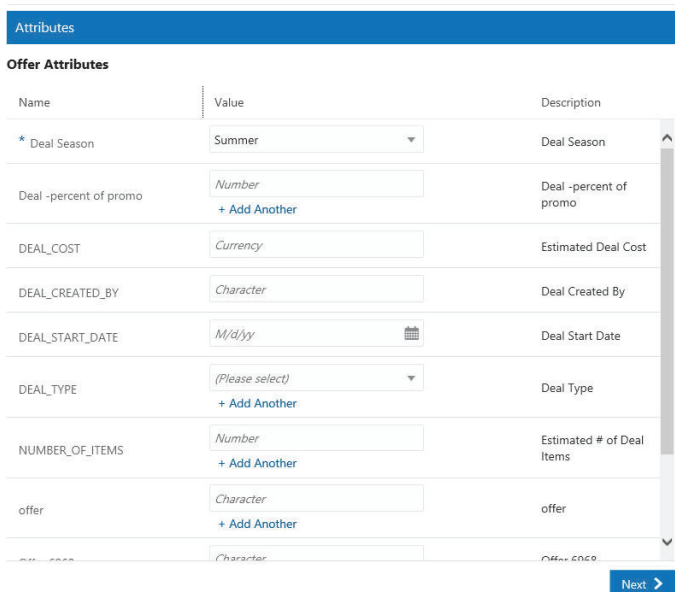 Attributes
Offer Attributes
Name Value Description
* Deal Season Summer Deal Season
Deal -percent of promo Number Deal -percent of
promo
+ Add Another
DEAL_COST Currency Estimated Deal Cost
DEAL_CREATED_BY Character Deal Created By
DEAL_START_DATE M/d/yy Deal Start Date
DEAL_TYPE (Please select) Deal Type
+ Add Another
NUMBER_OF_ITEMS Number Estimated # of Deal
Items
+ Add Another
offer Character offer
+ Add Another
Character Offer 6968
Next